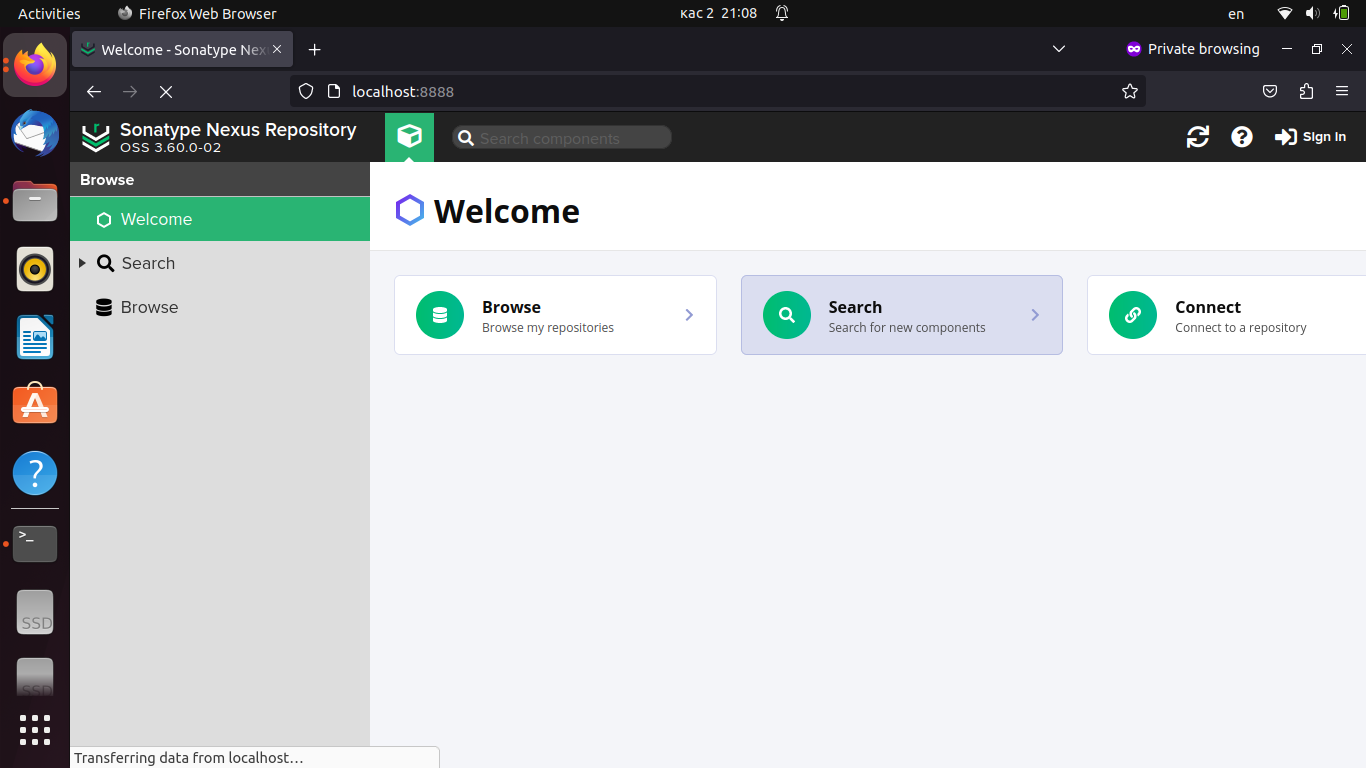 Activities
Firefox Web Browser
кас 2 21:08
en
Welcome - Sonatype Nex
Private browsing
localhost:8888
r
Sonatype Nexus Repository
OSS 3.60.0-02
Search components
Sign in
Browse
Welcome
Search
Browse
Welcome
Browse
Browse my repositories
Search
Search for new components
Connect
Connect to a repository
SSD
SSD
Transferring data from localhost…